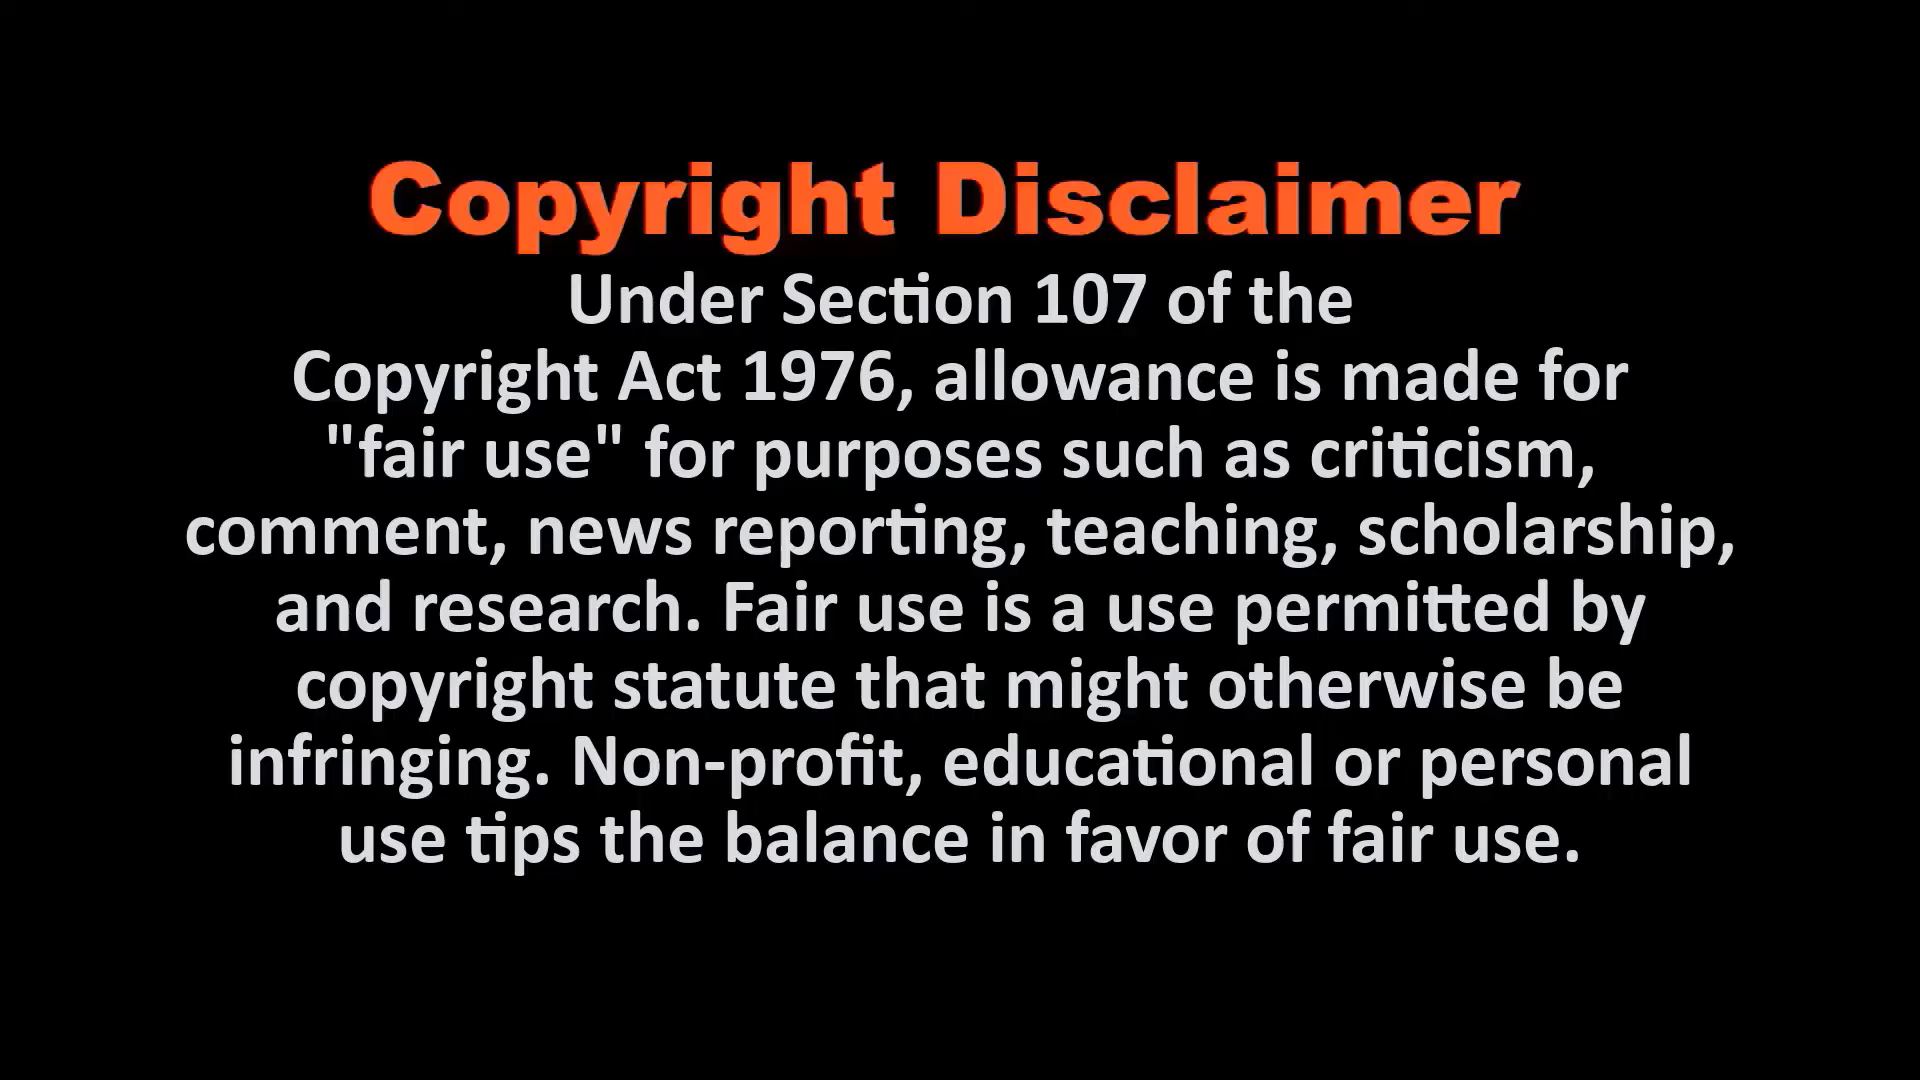 Copyright Disclaimer
Under Section 107 of the
Copyright Act 1976, allowance is made for
"fair use" for purposes such as criticism,
comment, news reporting, teaching, scholarship,
and research. Fair use is a use permitted by
copyright statute that might otherwise be
infringing. Non-profit, educational or personal
use tips the balance in favor of fair use.